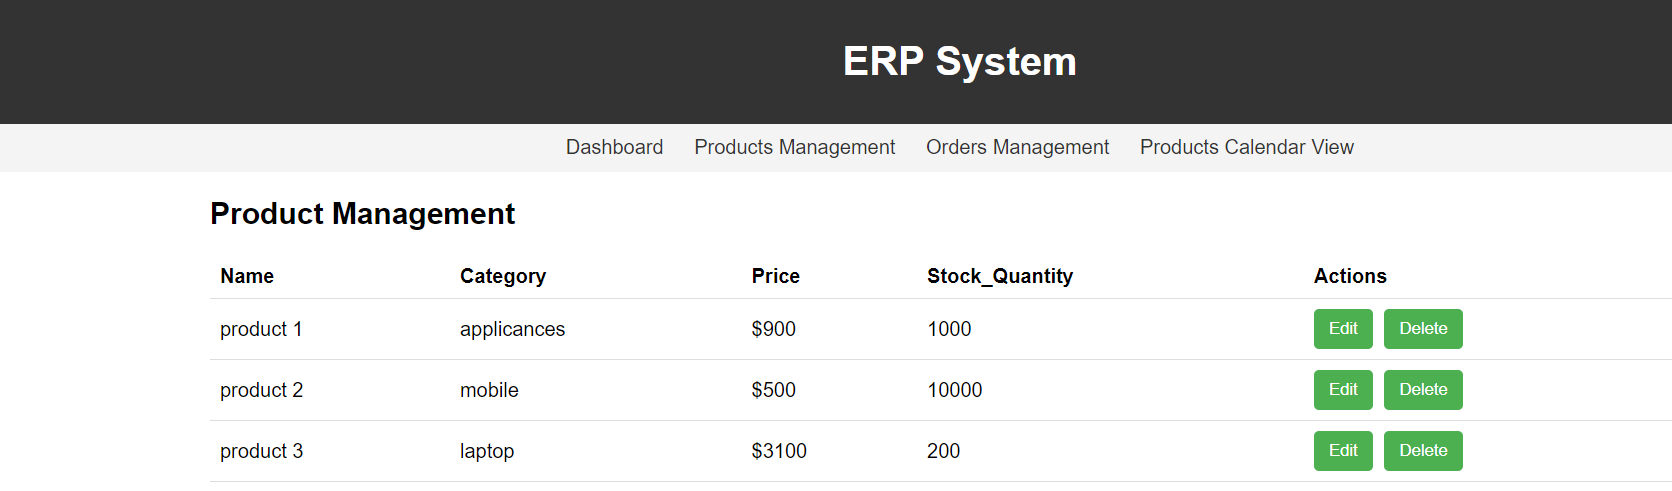 ERP System
Dashboard Products Management Orders Management Products Calendar View
Product Management
Name Category Price Stock_Quantity Actions
product 1 applicances $900 1000 Edit Delete
product 2 mobile $500 10000 Edit Delete
product 3 laptop $3100 200 Edit Delete